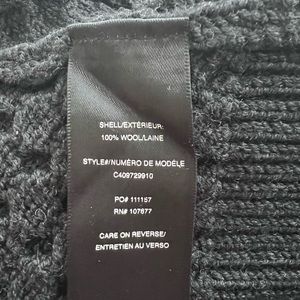 SHELL/EXTÉRIEUR:
100% WOOL/LAINE
STYLE#/NUMÉRO DE MODÈLE
C409729910
PO# 111157
RN# 107877
CARE ON REVERSE/
ENTRETIEN AU VERSO